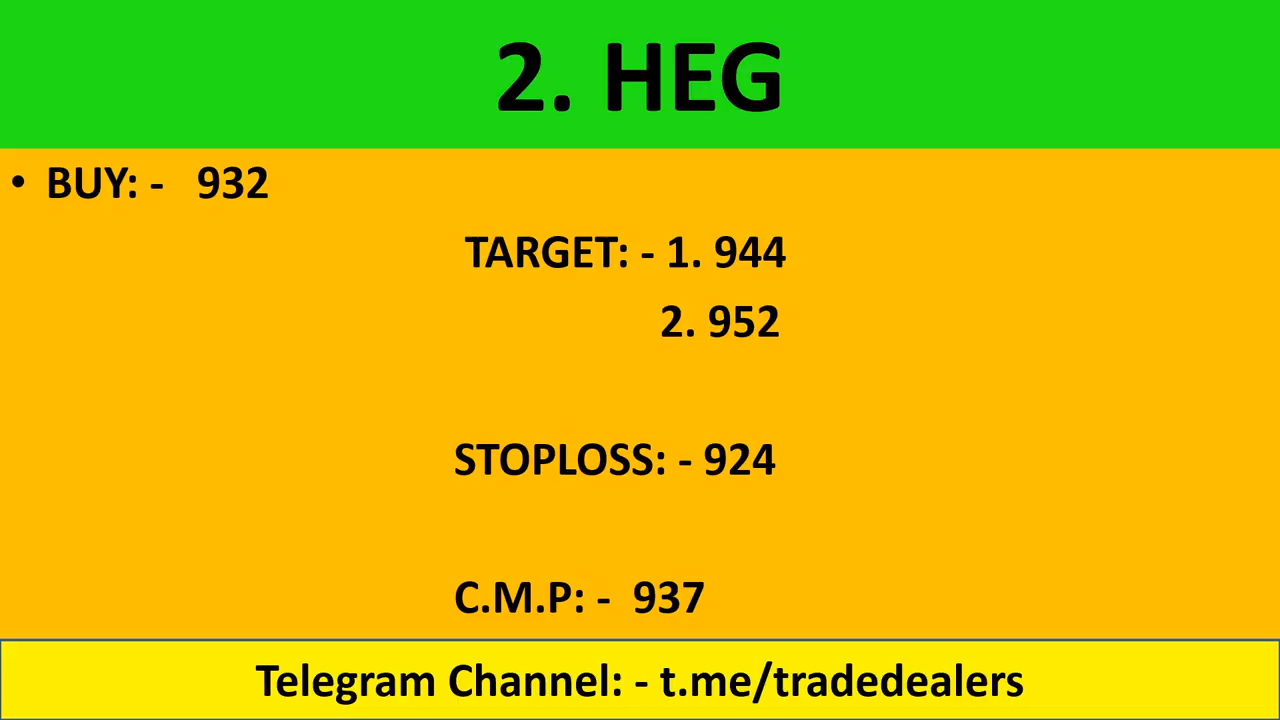 2. HEG
• BUY: - 932
TARGET: - 1. 944
2. 952
STOPLOSS: - 924
C.M.P: - 937
Telegram Channel: - t.me/tradedealers